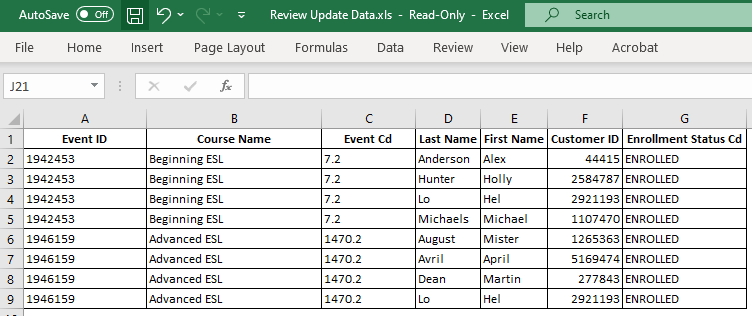 AutoSave Off Review Update Data.xls - Read-Only - Excel Search
File Home Insert Page Layout Formulas Data Review View Help Acrobat
J21 fx
A B C D E F G
1 Event ID Course Name Event Cd Last Name First Name Customer ID Enrollment Status Cd
2 1942453 Beginning ESL 7.2 Anderson Alex 44415 ENROLLED
3 1942453 Beginning ESL 7.2 Hunter Holly 2584787 ENROLLED
4 1942453 Beginning ESL 7.2 Lo Hel 2921193 ENROLLED
5 1942453 Beginning ESL 7.2 Michaels Michael 1107470 ENROLLED
6 1946159 Advanced ESL 1470.2 August Mister 1265363 ENROLLED
7 1946159 Advanced ESL 1470.2 Avril April 5169474 ENROLLED
8 1946159 Advanced ESL 1470.2 Dean Martin 277843 ENROLLED
9 1946159 Advanced ESL 1470.2 Lo Hel 2921193 ENROLLED